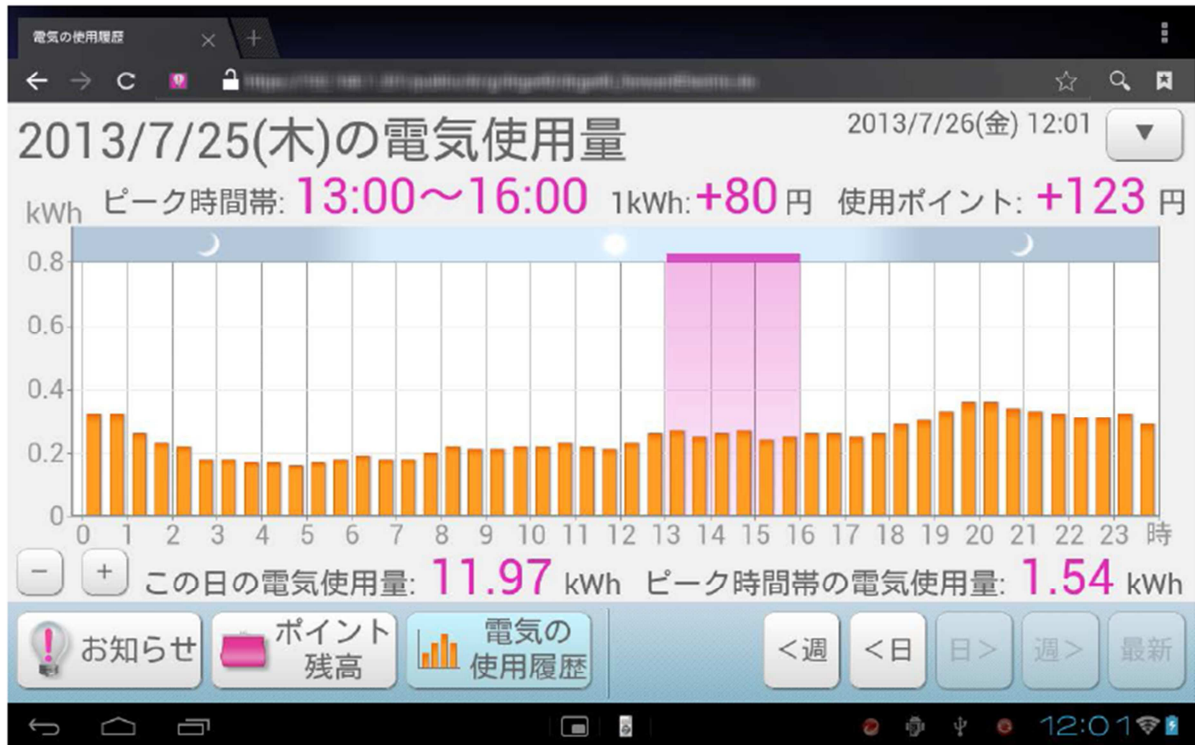 電気の使用履歴
2013/7/25(木)の電気使用量
2013/7/26(金) 12:01
▼
kWh ピーク時間帯: 13:00～16:00 1kWh:+80 円 使用ポイント: +123 円
0.8
0.6
0.4
0.2
0
0 1 2 3 4 5 6 7 8 9 10 11 12 13 14 15 16 17 18 19 20 21 22 23 時
− + この日の電気使用量: 11.97 kWh ピーク時間帯の電気使用量: 1.54 kWh
お知らせ
ポイント
残高
電気の
使用履歴
<週
<日
日>
週>
最新
12:01